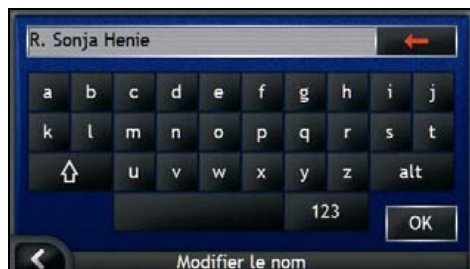 R. Sonja Henie
a b c d e f g h i j
k l m n o p q r s t
u v w x y z alt
123
OK
Modifier le nom